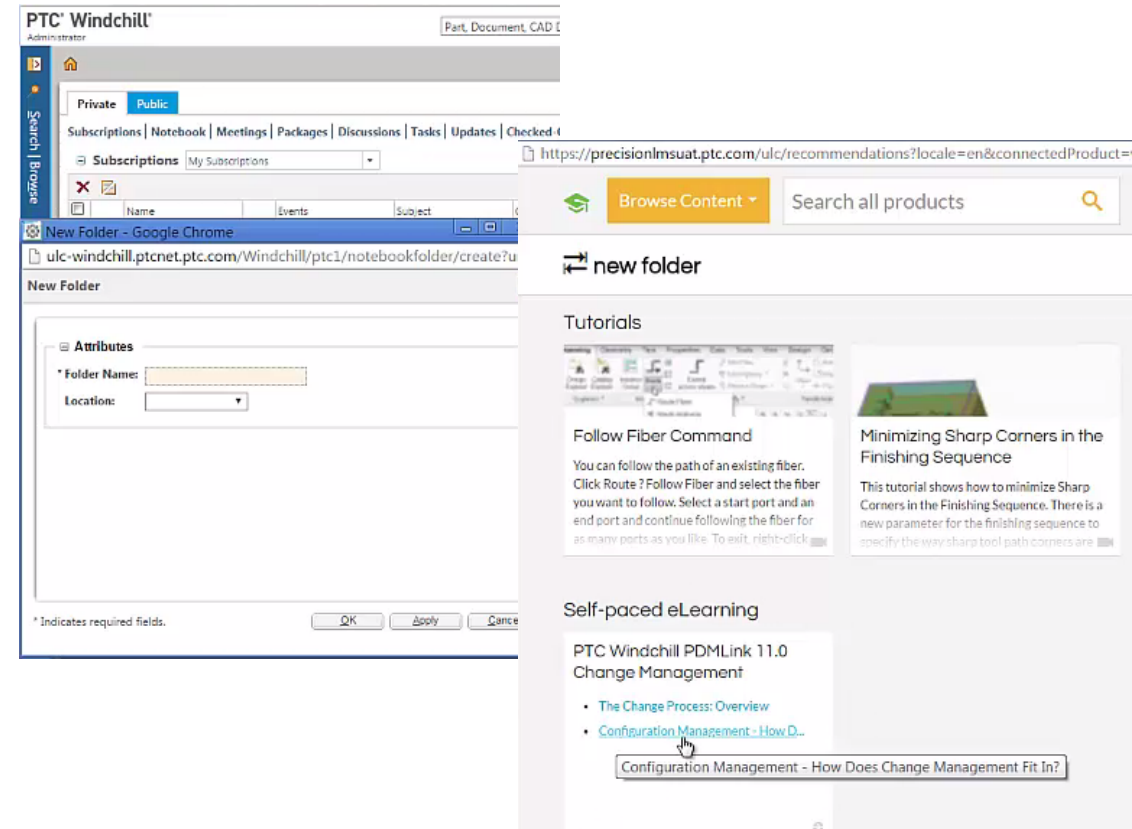 PTC® Windchill®
Administrator
Part, Document, CAD D
Search | Browse
Private Public
Subscriptions | Notebook | Meetings | Packages | Discussions | Tasks | Updates | Checked-
Subscriptions My Subscriptions
Name Events Subject
New Folder - Google Chrome
ulc-windchill.ptcnet.ptc.com/Windchill/ptc1/notebookfolder/create?u
New Folder
Attributes
* Folder Name:
Location:
* Indicates required fields.
OK Apply Cance
https://precisionlmsuat.ptc.com/ulc/recommendations?locale=en&connectedProduct=
Browse Content
Search all products
new folder
Tutorials
Follow Fiber Command
You can follow the path of an existing fiber.
Click Route ? Follow Fiber and select the fiber
you want to follow. Select a start port and an
end port and continue following the fiber for
as many ports as you like. To exit, right-click
Minimizing Sharp Corners in the
Finishing Sequence
This tutorial shows how to minimize Sharp
Corners in the Finishing Sequence. There is a
new parameter for the finishing sequence to
specify the way sharp tool path corners are
Self-paced eLearning
PTC Windchill PDMLink 11.0
Change Management
• The Change Process: Overview
• Configuration Management - How D...
Configuration Management - How Does Change Management Fit In?